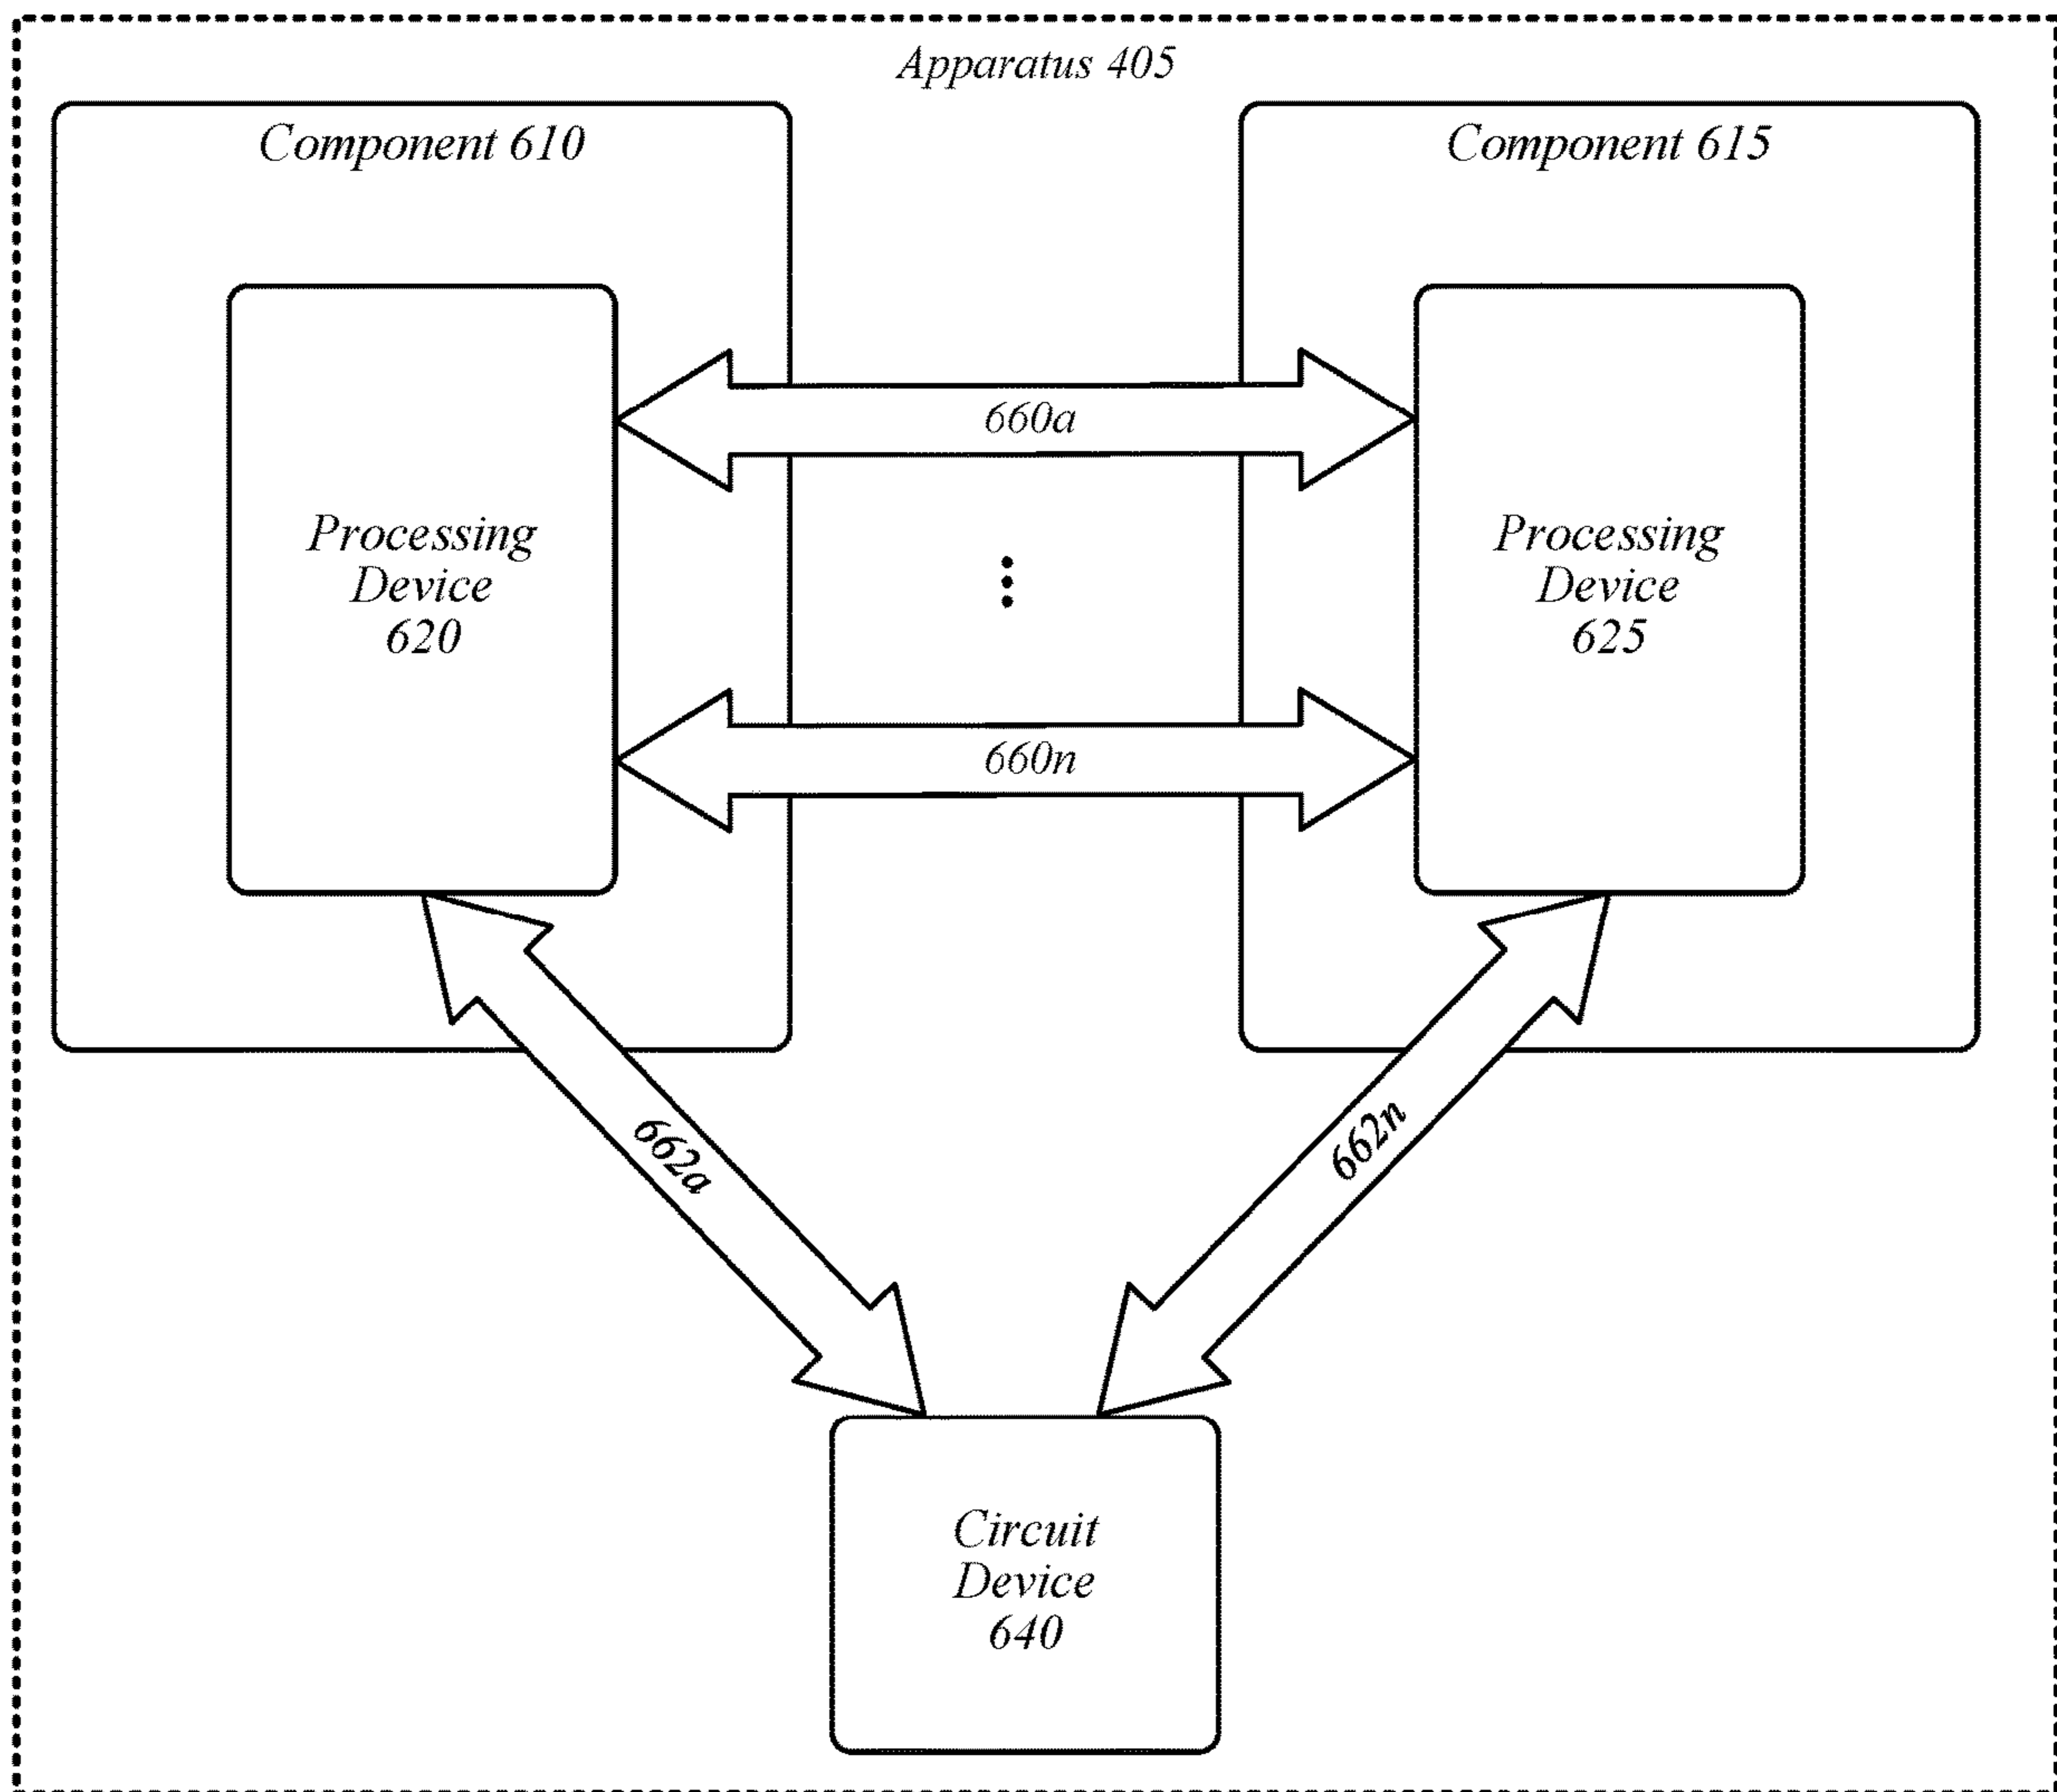 Apparatus 405
Component 610
Component 615
Processing
Device
620
Processing
Device
625
660a
660n
662a
662n
Circuit
Device
640